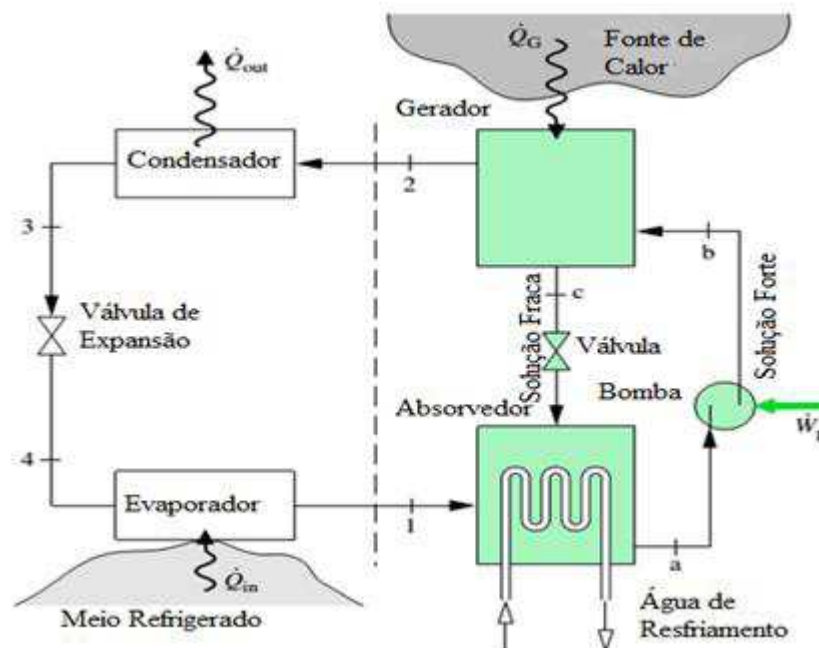 Q̇out
Condensador
3
Válvula de
Expansão
4
Evaporador
Q̇in
Meio Refrigerado
2
1
Q̇G
Fonte de
Calor
Gerador
b
c
Solução Fraca
Solução Forte
Válvula
Bomba
Absorvedor
a
Água de
Resfriamento